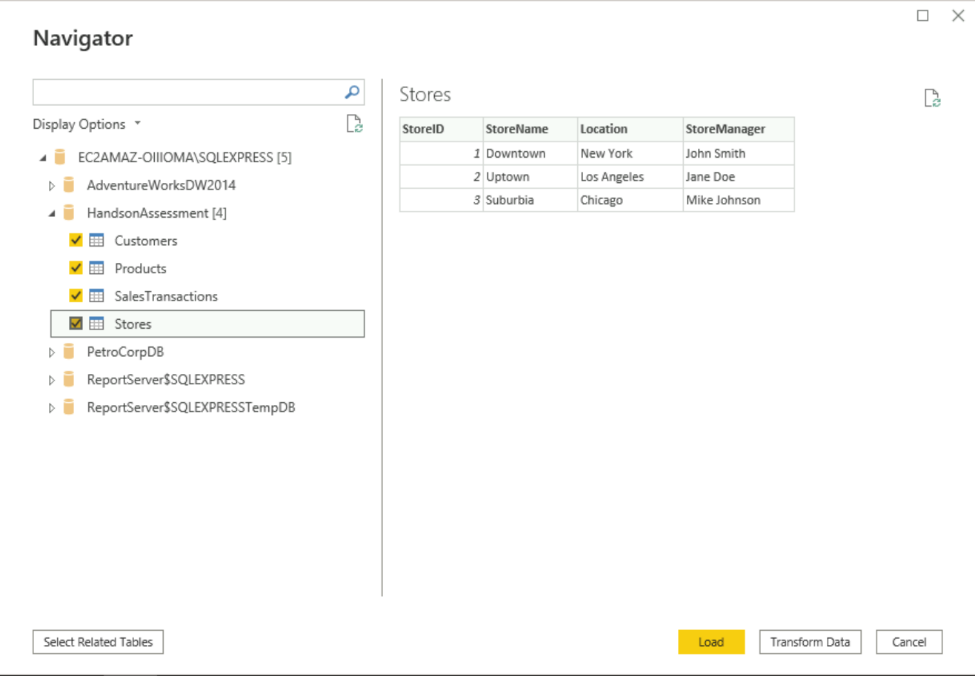 Navigator
Display Options
EC2AMAZ-OIIIOMA\SQLEXPRESS [5]
AdventureWorksDW2014
HandsonAssessment [4]
Customers
Products
SalesTransactions
Stores
PetroCorpDB
ReportServer$SQLEXPRESS
ReportServer$SQLEXPRESSTempDB
Stores
StoreID StoreName Location StoreManager
1 Downtown New York John Smith
2 Uptown Los Angeles Jane Doe
3 Suburbia Chicago Mike Johnson
Select Related Tables Load Transform Data Cancel